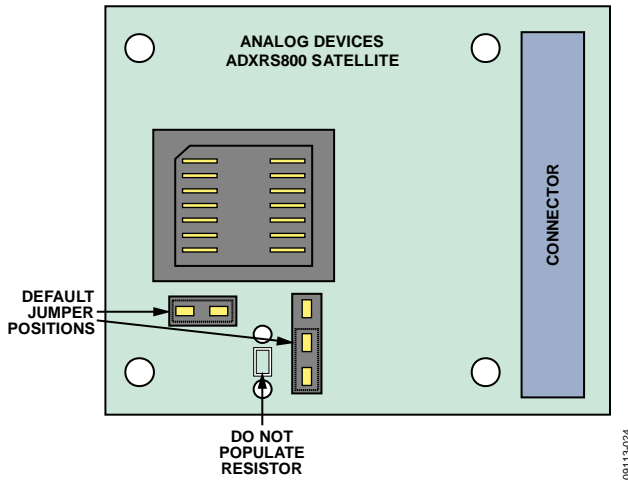 ANALOG DEVICES
ADXRS800 SATELLITE
CONNECTOR
DEFAULT
JUMPER
POSITIONS
DO NOT
POPULATE
RESISTOR
09113-024